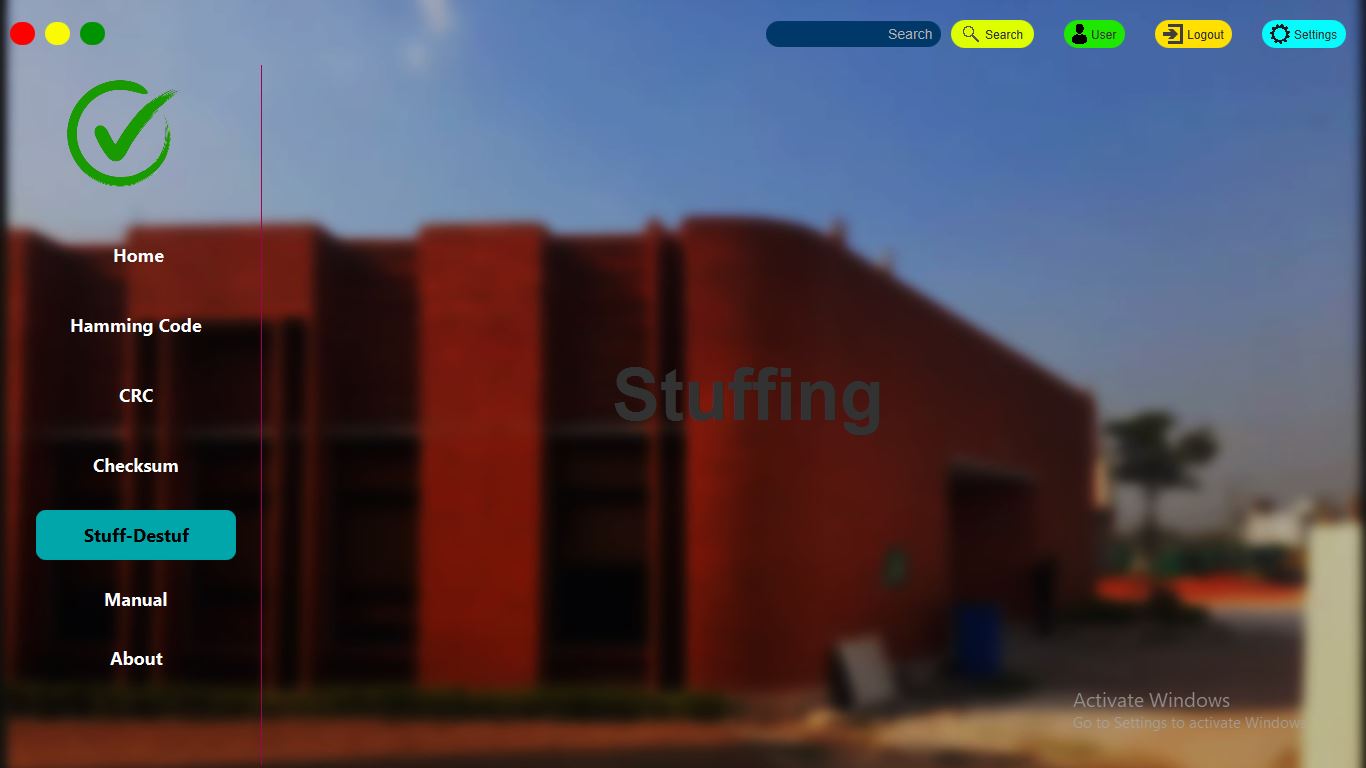 Search
Search
User
Logout
Settings
Home
Hamming Code
CRC
Checksum
Stuff-Destuf
Manual
About
Stuffing
Activate Windows
Go to Settings to activate Windows